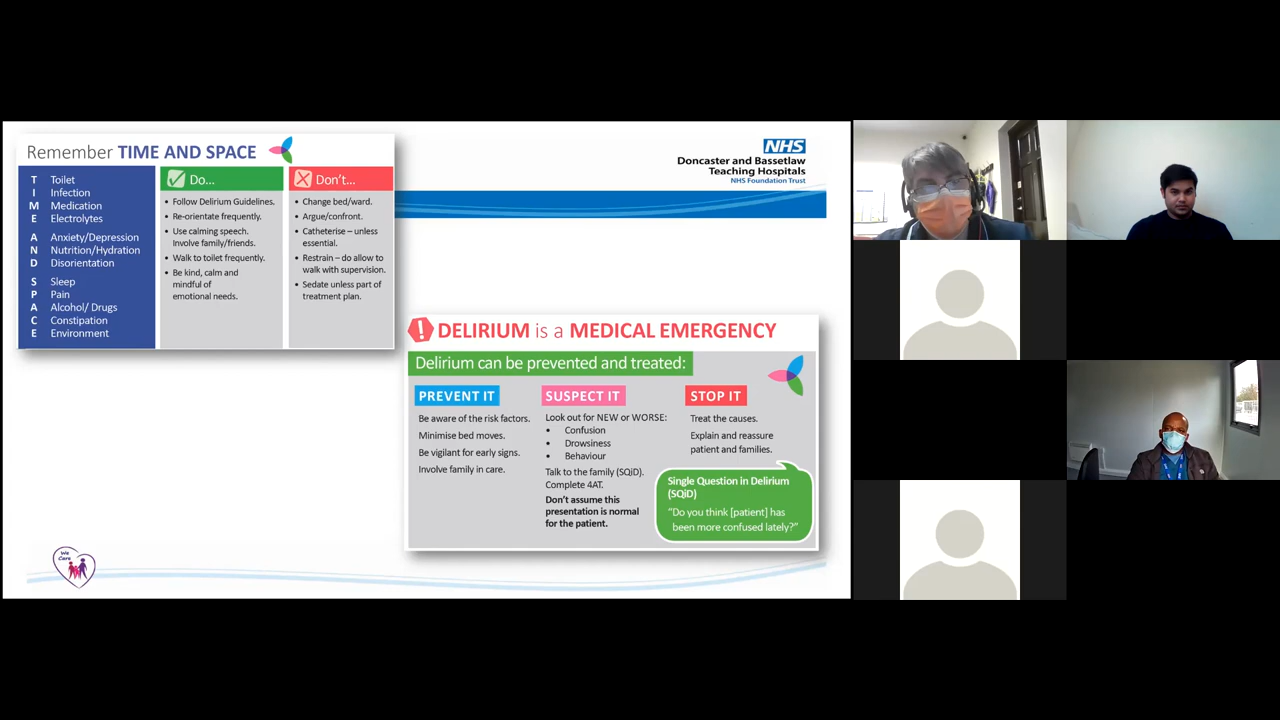 Remember TIME AND SPACE
T Toilet
I Infection
M Medication
E Electrolytes
A Anxiety/Depression
N Nutrition/Hydration
D Disorientation
S Sleep
P Pain
A Alcohol/ Drugs
C Constipation
E Environment
Do...
• Follow Delirium Guidelines.
• Re-orientate frequently.
• Use calming speech.
Involve family/friends.
• Walk to toilet frequently.
• Be kind, calm and
mindful of
emotional needs.
Don't...
• Change bed/ward.
• Argue/confront.
• Catheterise – unless
essential.
• Restrain – do allow to
walk with supervision.
• Sedate unless part of
treatment plan.
NHS
Doncaster and Bassetlaw
Teaching Hospitals
NHS Foundation Trust
! DELIRIUM is a MEDICAL EMERGENCY
Delirium can be prevented and treated:
PREVENT IT
Be aware of the risk factors.
Minimise bed moves.
Be vigilant for early signs.
Involve family in care.
SUSPECT IT
Look out for NEW or WORSE:
• Confusion
• Drowsiness
• Behaviour
Talk to the family (SQiD).
Complete 4AT.
Don't assume this
presentation is normal
for the patient.
STOP IT
Treat the causes.
Explain and reassure
patient and families.
Single Question in Delirium
(SQiD)
"Do you think [patient] has
been more confused lately?"
We
Care